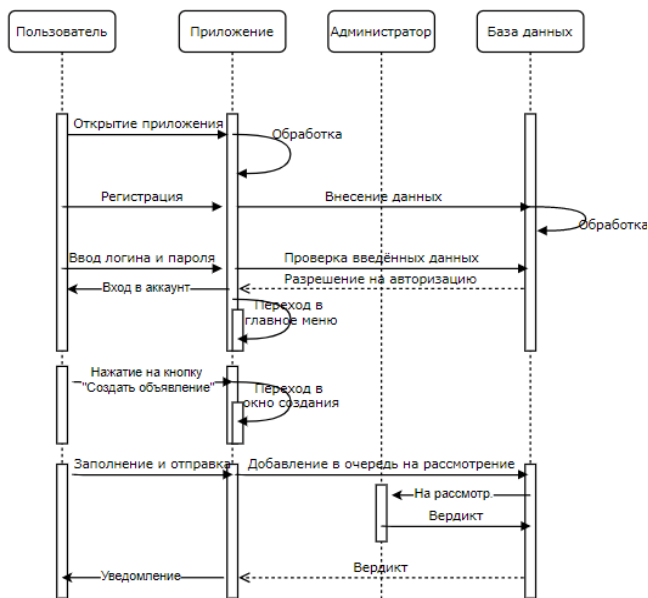 Пользователь
Приложение
Администратор
База данных
Открытие приложения
Обработка
Регистрация
Внесение данных
Обработка
Ввод логина и пароля
Проверка введённых данных
Разрешение на авторизацию
Вход в аккаунт
Переход в
главное меню
Нажатие на кнопку
"Создать объявление"
Переход в
окно создания
Заполнение и отправка
Добавление в очередь на рассмотрение
На рассмотр.
Вердикт
Вердикт
Уведомление